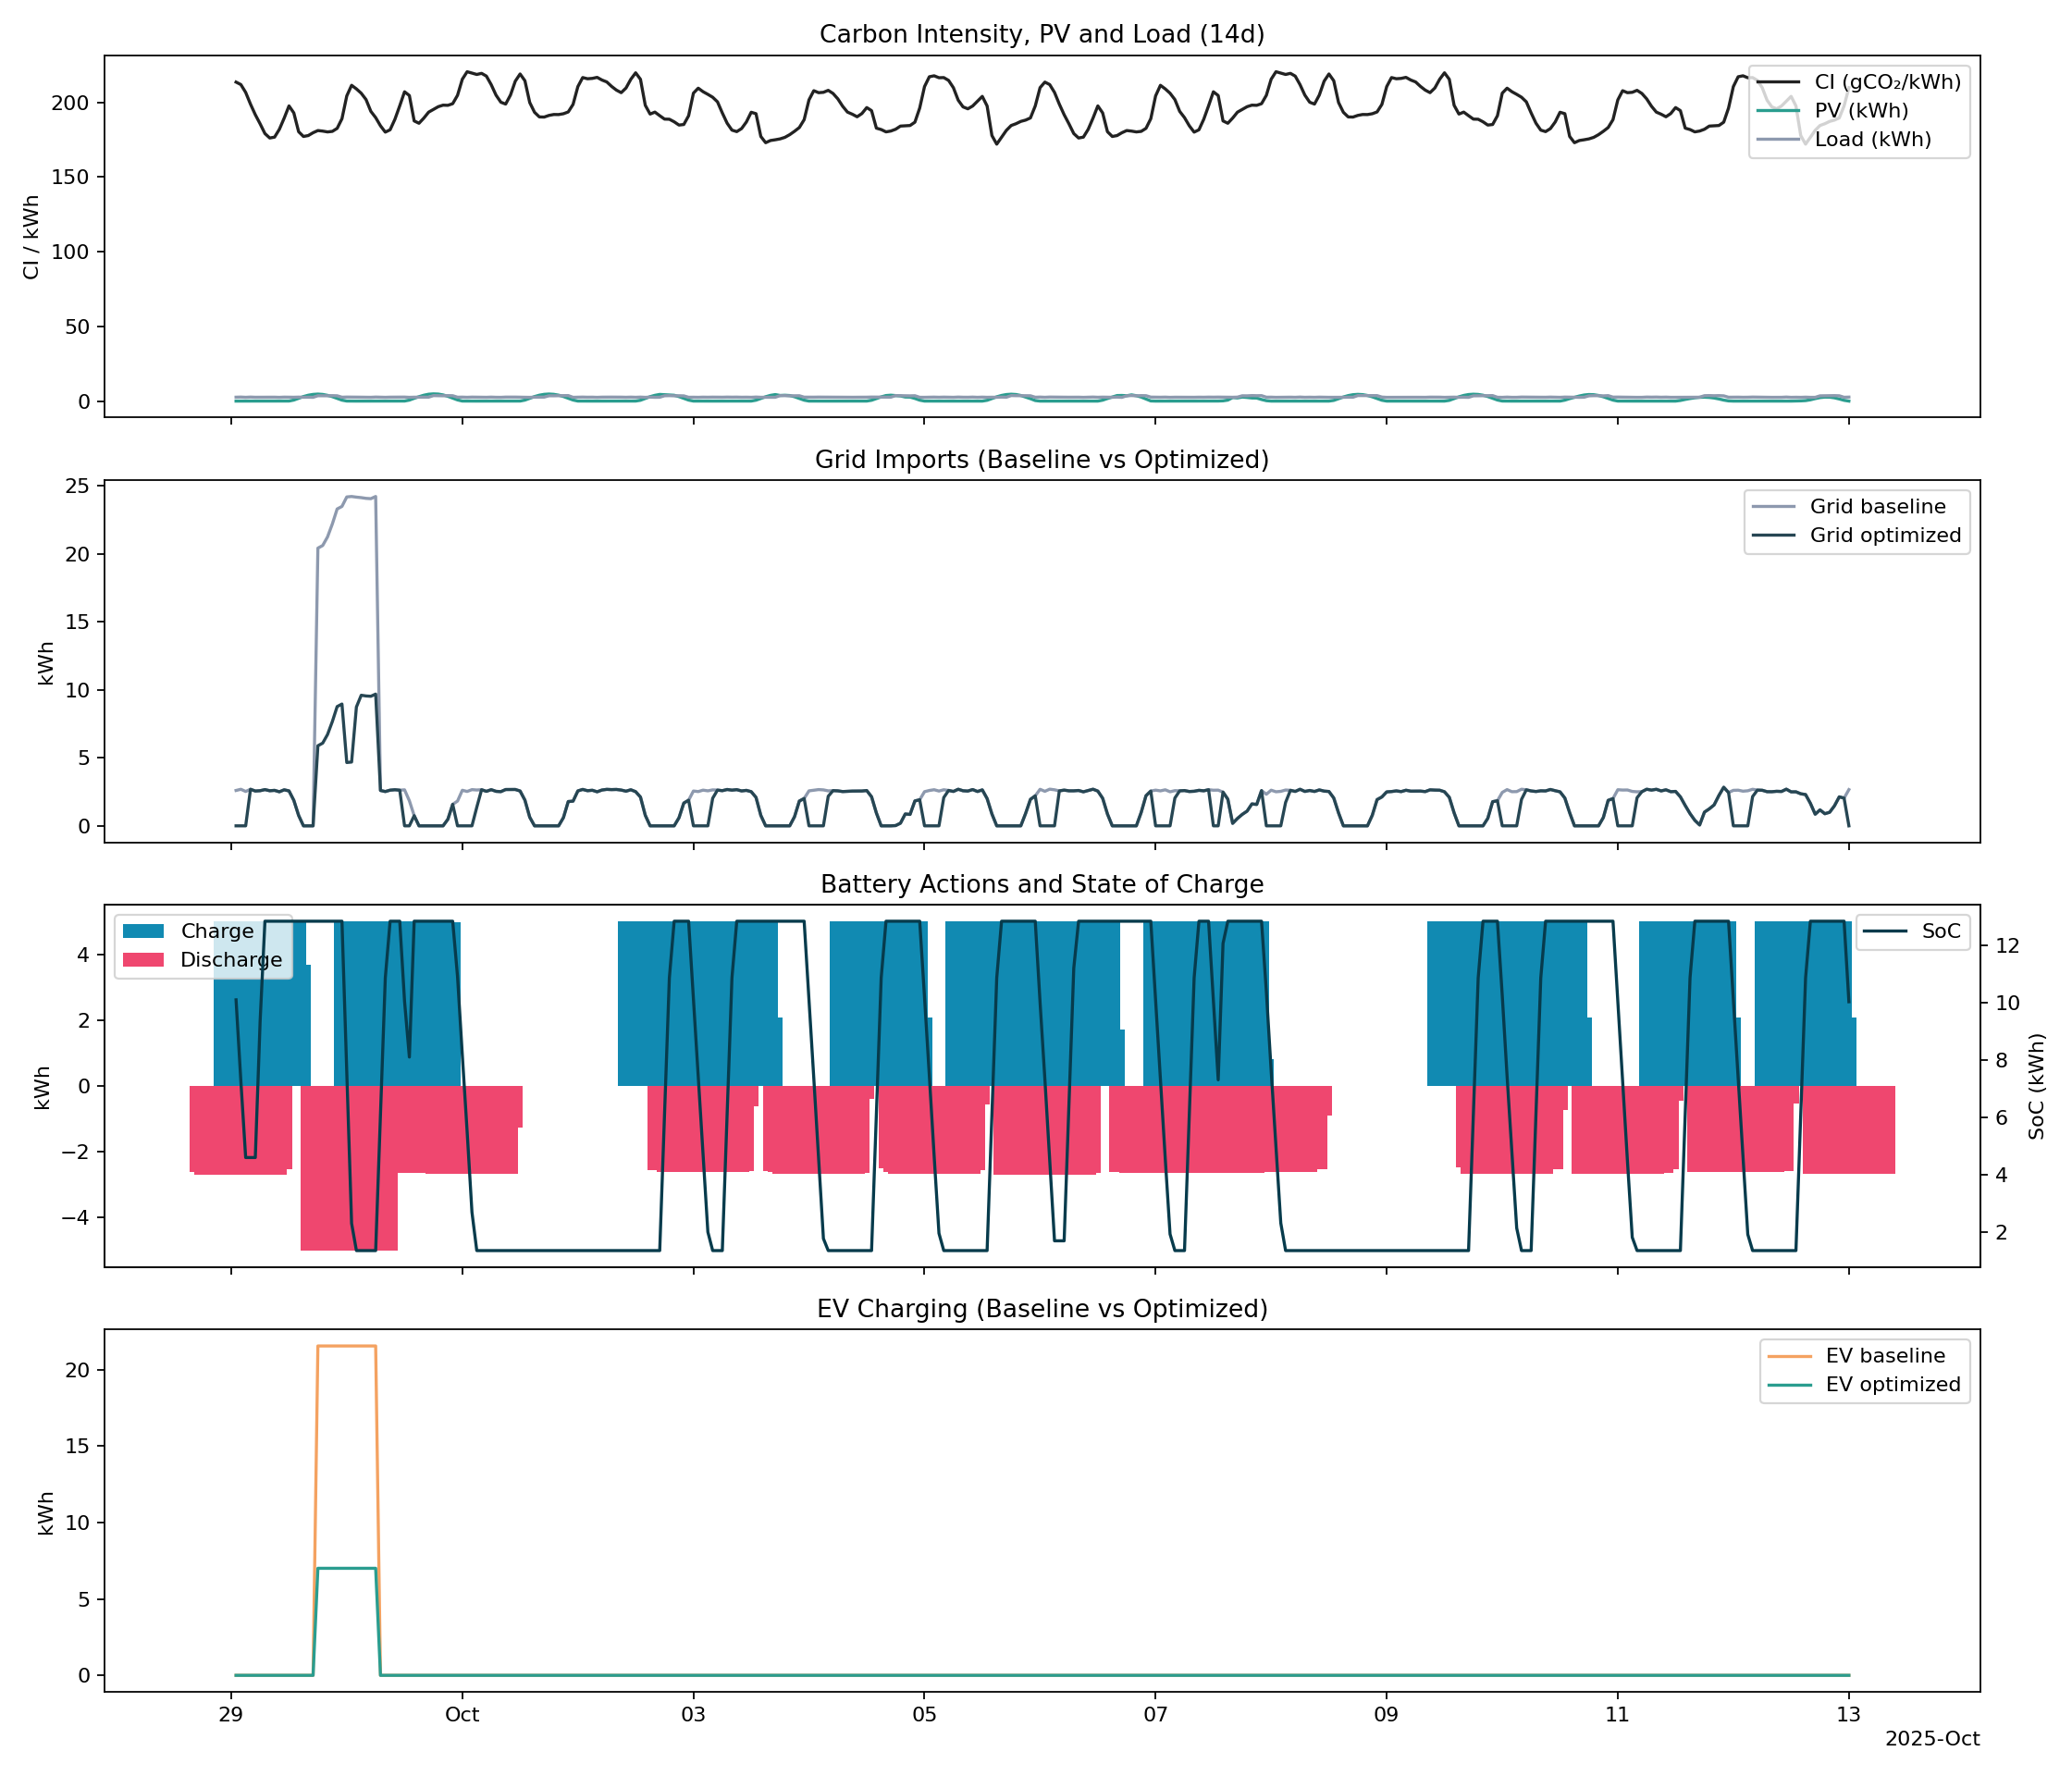 Carbon Intensity, PV and Load (14d)
CI / kWh
200
150
100
50
0
CI (gCO₂/kWh)
PV (kWh)
Load (kWh)
Grid Imports (Baseline vs Optimized)
kWh
25
20
15
10
5
0
Grid baseline
Grid optimized
Battery Actions and State of Charge
kWh
4
2
0
−2
−4
Charge
Discharge
SoC
12
10
8
6
4
2
SoC (kWh)
EV Charging (Baseline vs Optimized)
kWh
20
15
10
5
0
EV baseline
EV optimized
29 Oct 03 05 07 09 11 13
2025-Oct